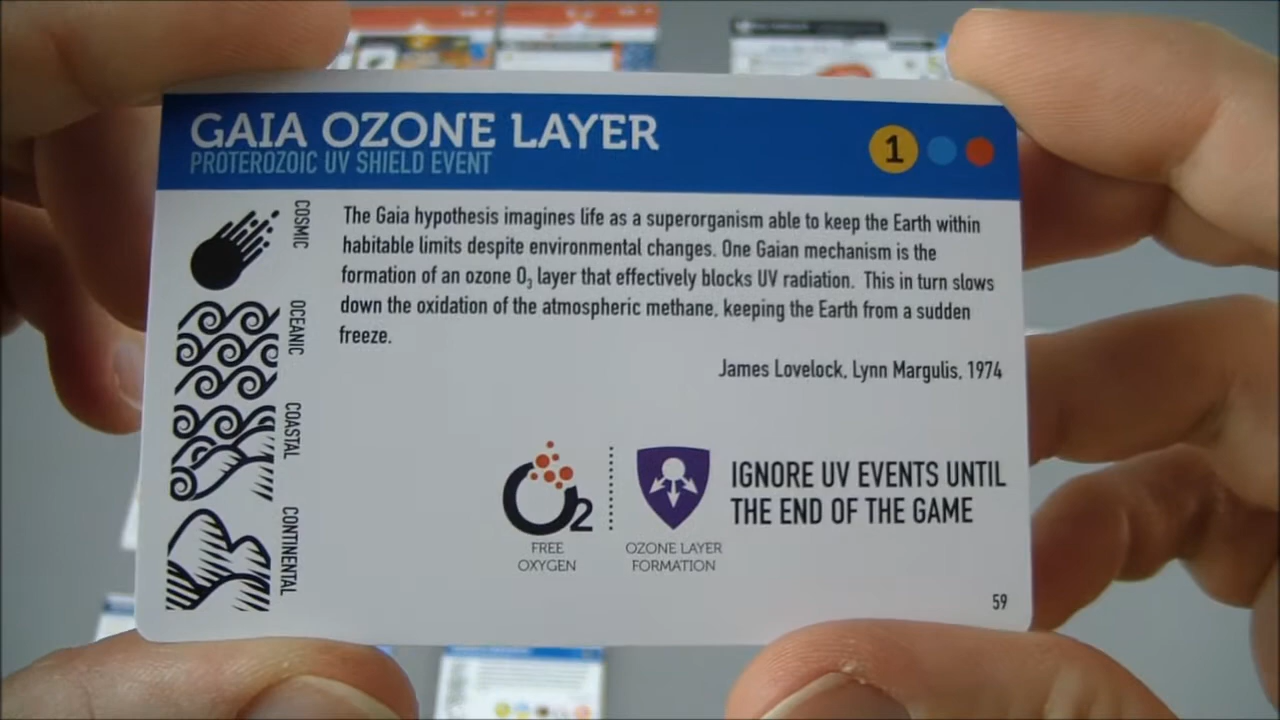 GAIA OZONE LAYER
PROTEROZOIC UV SHIELD EVENT
1
COSMIC
OCEANIC
COASTAL
CONTINENTAL
The Gaia hypothesis imagines life as a superorganism able to keep the Earth within
habitable limits despite environmental changes. One Gaian mechanism is the
formation of an ozone O₃ layer that effectively blocks UV radiation. This in turn slows
down the oxidation of the atmospheric methane, keeping the Earth from a sudden
freeze.
James Lovelock, Lynn Margulis, 1974
O2
FREE
OXYGEN
OZONE LAYER
FORMATION
IGNORE UV EVENTS UNTIL
THE END OF THE GAME
59